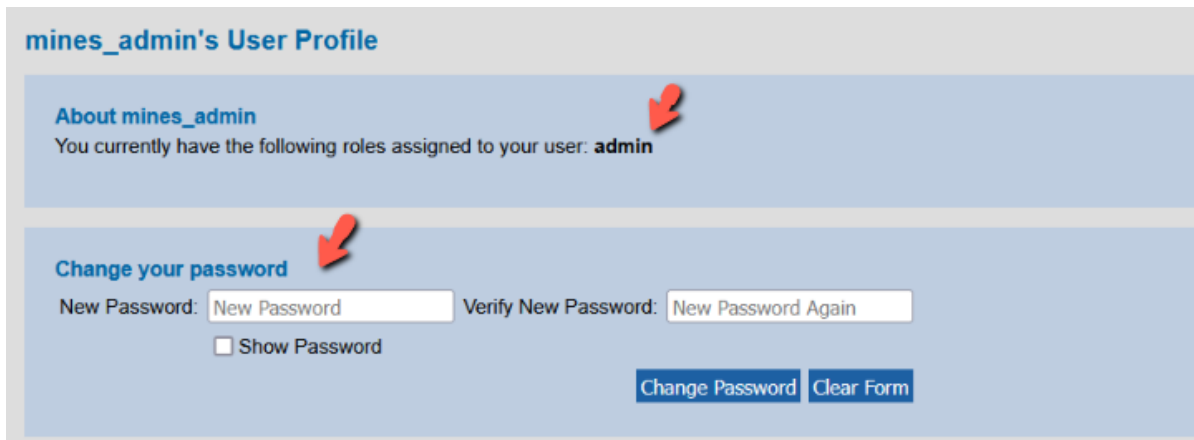 mines_admin's User Profile
About mines_admin
You currently have the following roles assigned to your user: admin
Change your password
New Password: New Password Verify New Password: New Password Again
Show Password
Change Password Clear Form